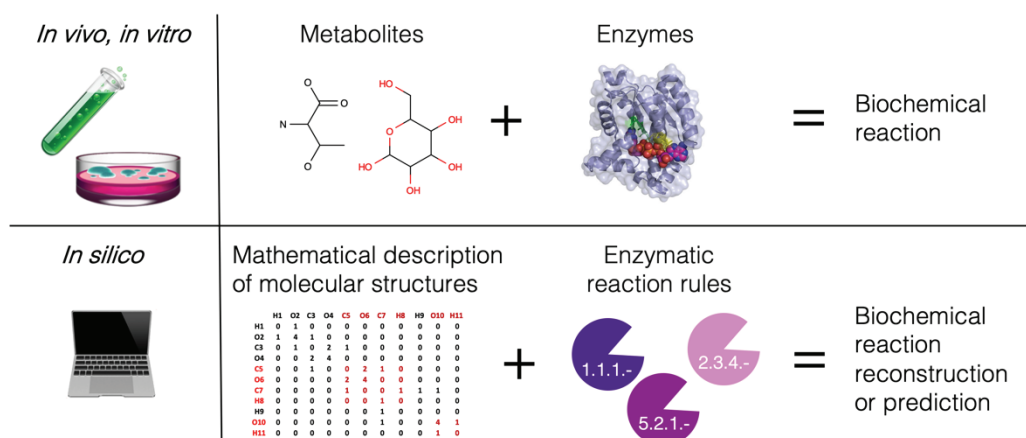 In vivo, in vitro
Metabolites
Enzymes
O
O
N
O
HO
O
OH
HO
OH
OH
+
=
Biochemical
reaction
In silico
Mathematical description
of molecular structures
H1 O2 C3 O4 C5 O6 C7 H8 H9 O10 H11
H1 0 1 0 0 0 0 0 0 0 0 0
O2 1 4 1 0 0 0 0 0 0 0 0
C3 0 1 0 2 1 0 0 0 0 0 0
O4 0 0 2 4 0 0 0 0 0 0 0
C5 0 0 1 0 0 2 1 0 0 0 0
O6 0 0 0 0 2 4 0 0 0 0 0
C7 0 0 0 0 1 0 0 1 1 0 0
H8 0 0 0 0 0 0 1 0 0 0 0
H9 0 0 0 0 0 0 1 0 0 0 0
O10 0 0 0 0 0 0 0 0 0 4 1
H11 0 0 0 0 0 0 0 0 0 1 0
+
Enzymatic
reaction rules
1.1.1.-
2.3.4.-
5.2.1.-
=
Biochemical
reaction
reconstruction
or prediction